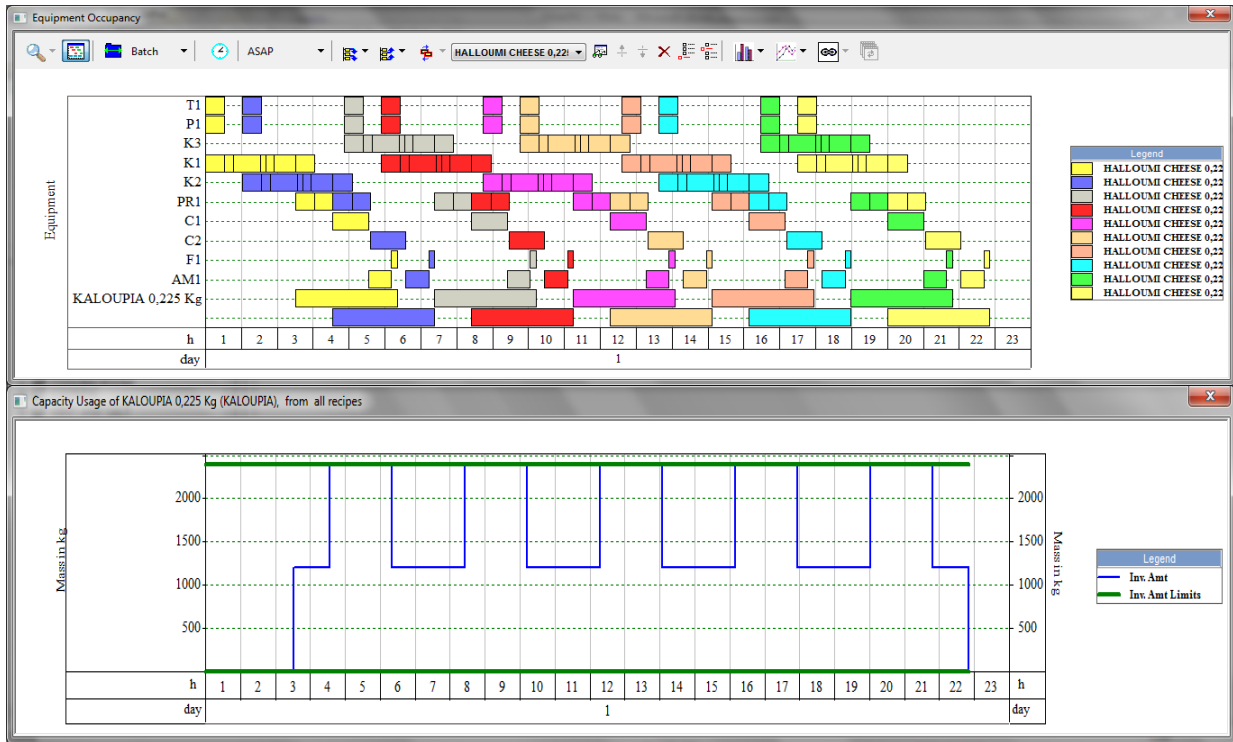 Equipment Occupancy
Batch ASAP HALLOUMI CHEESE 0,22
Equipment
T1
P1
K3
K1
K2
PR1
C1
C2
F1
AM1
KALOUPIA 0,225 Kg
h 1 2 3 4 5 6 7 8 9 10 11 12 13 14 15 16 17 18 19 20 21 22 23
day 1
Legend
HALLOUMI CHEESE 0,22
HALLOUMI CHEESE 0,22
HALLOUMI CHEESE 0,22
HALLOUMI CHEESE 0,22
HALLOUMI CHEESE 0,22
HALLOUMI CHEESE 0,22
HALLOUMI CHEESE 0,22
HALLOUMI CHEESE 0,22
HALLOUMI CHEESE 0,22
HALLOUMI CHEESE 0,22
Capacity Usage of KALOUPIA 0,225 Kg (KALOUPIA), from all recipes
Mass in kg
2000 2000
1500 1500
1000 1000
500 500
Mass in kg
h 1 2 3 4 5 6 7 8 9 10 11 12 13 14 15 16 17 18 19 20 21 22 23 h
day 1 day
Legend
Inv. Amt
Inv. Amt Limits